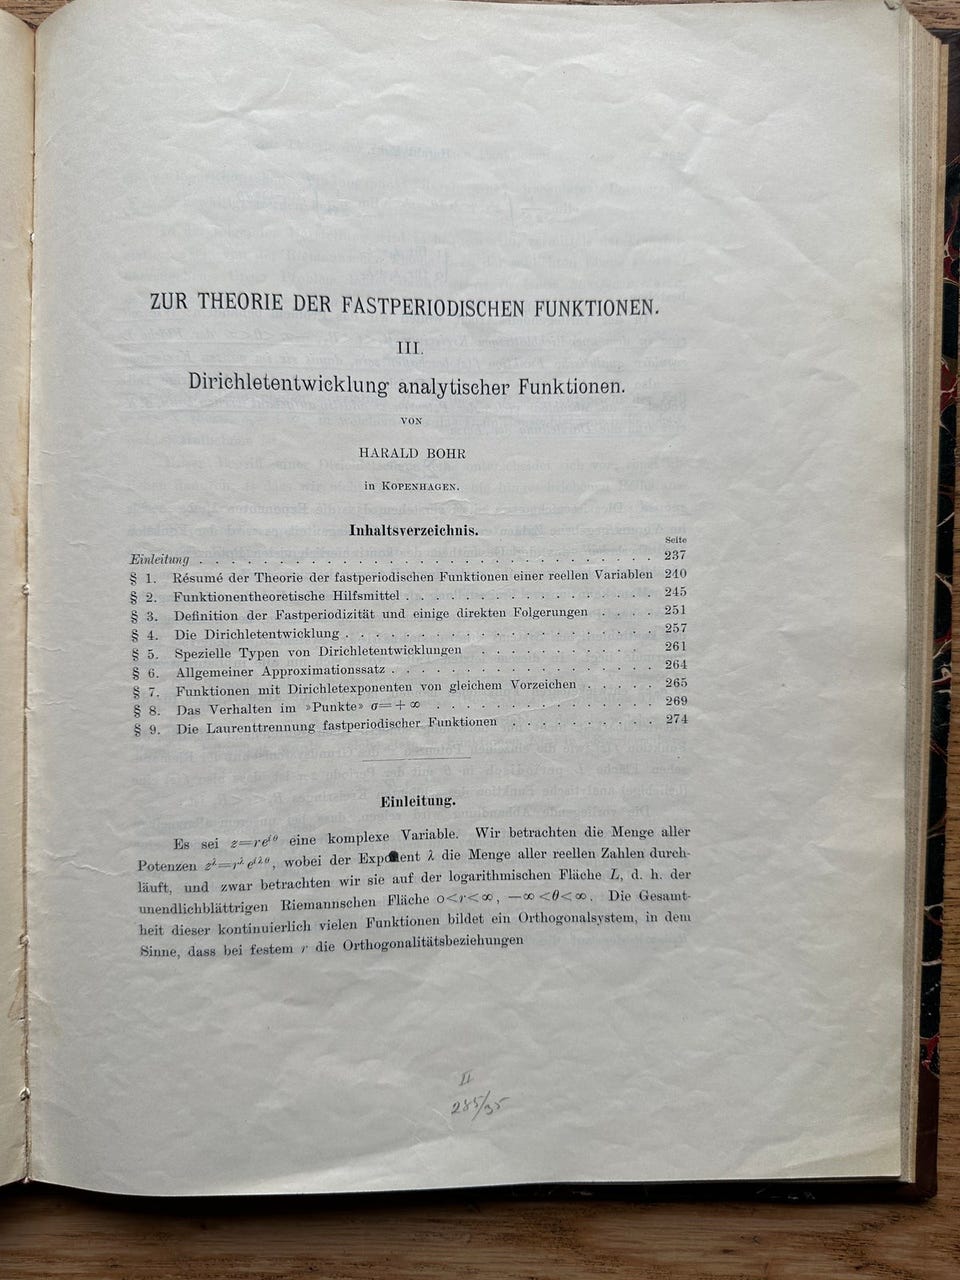 ZUR THEORIE DER FASTPERIODISCHEN FUNKTIONEN.
III.
Dirichletentwicklung analytischer Funktionen.
VON
HARALD BOHR
in KOPENHAGEN.
Inhaltsverzeichnis.
Seite
Einleitung . . . . . . . . . . . . . . . . . . . . . . . . . . 237
§ 1. Résumé der Theorie der fastperiodischen Funktionen einer reellen Variablen 240
§ 2. Funktionentheoretische Hilfsmittel . . . . . . . . . . . . . . 245
§ 3. Definition der Fastperiodizität und einige direkten Folgerungen . . . . 251
§ 4. Die Dirichletentwicklung . . . . . . . . . . . . . . . . . 257
§ 5. Spezielle Typen von Dirichletentwicklungen . . . . . . . . . . 261
§ 6. Allgemeiner Approximationssatz . . . . . . . . . . . . . . . 264
§ 7. Funktionen mit Dirichletexponenten von gleichem Vorzeichen . . . . . 265
§ 8. Das Verhalten im »Punkte» σ=+∞ . . . . . . . . . . . . 269
§ 9. Die Laurenttrennung fastperiodischer Funktionen . . . . . . . . 274
Einleitung.
Es sei z=re^{iθ} eine komplexe Variable. Wir betrachten die Menge aller
Potenzen z^λ=r^λ e^{iλθ}, wobei der Exponent λ die Menge aller reellen Zahlen durch-
läuft, und zwar betrachten wir sie auf der logarithmischen Fläche L, d. h. der
unendlichblättrigen Riemannschen Fläche 0<r<∞, —∞<θ<∞. Die Gesamt-
heit dieser kontinuierlich vielen Funktionen bildet ein Orthogonalsystem, in dem
Sinne, dass bei festem r die Orthogonalitätsbeziehungen
II
285/35